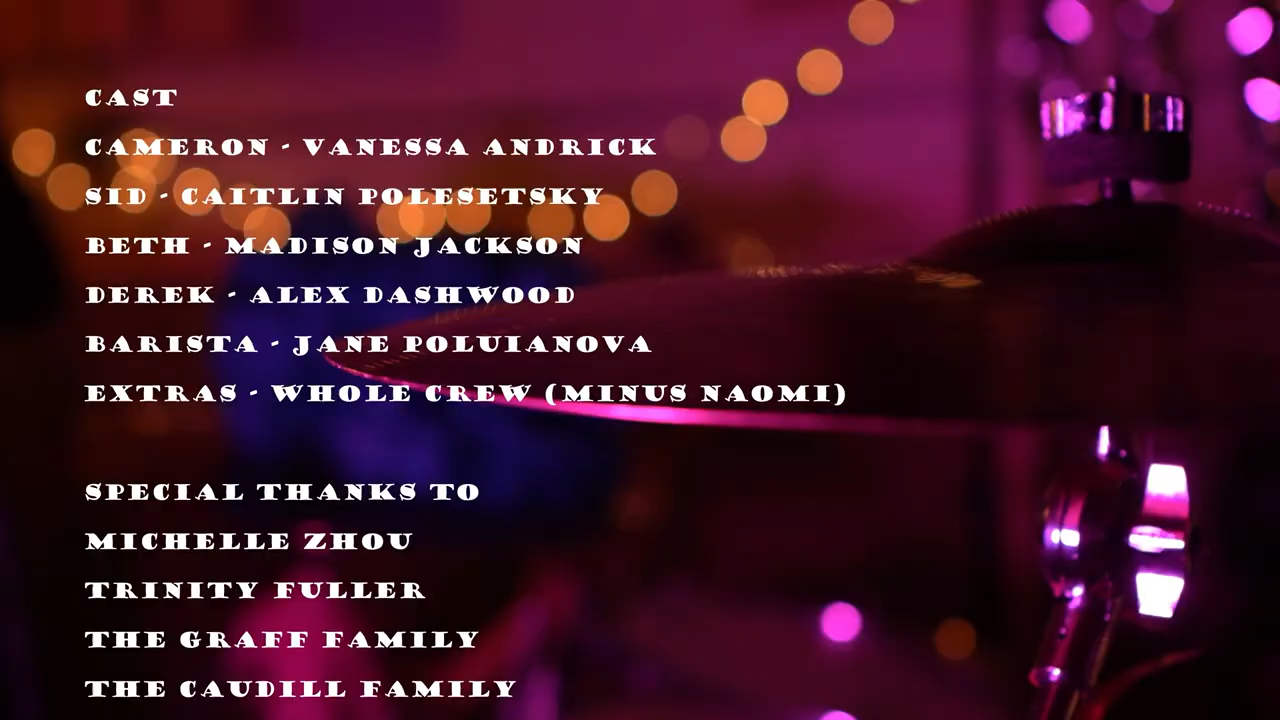 CAST
CAMERON - VANESSA ANDRICK
SID - CAITLIN POLESETSKY
BETH - MADISON JACKSON
DEREK - ALEX DASHWOOD
BARISTA - JANE POLUIANOVA
EXTRAS - WHOLE CREW (MINUS NAOMI)
SPECIAL THANKS TO
MICHELLE ZHOU
TRINITY FULLER
THE GRAFF FAMILY
THE CAUDILL FAMILY